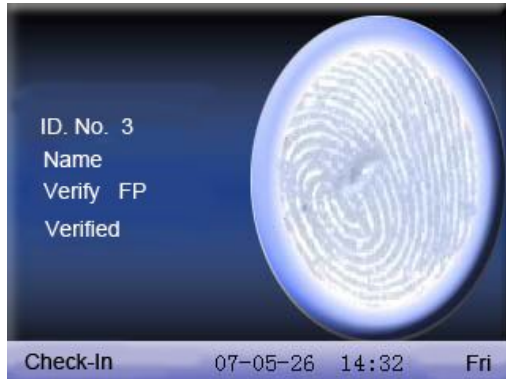 ID. No. 3
Name
Verify FP
Verified
Check-In 07-05-26 14:32 Fri